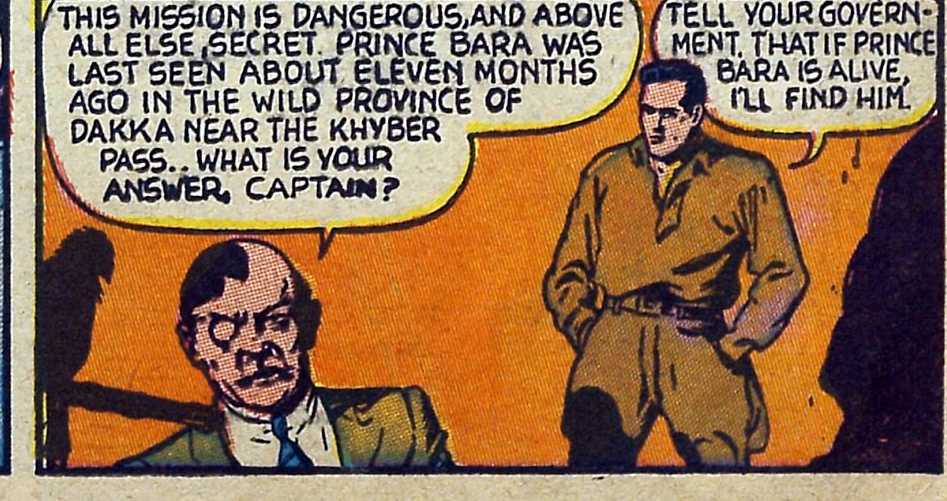 THIS MISSION IS DANGEROUS, AND ABOVE
ALL ELSE, SECRET. PRINCE BARA WAS
LAST SEEN ABOUT ELEVEN MONTHS
AGO IN THE WILD PROVINCE OF
DAKKA NEAR THE KHYBER
PASS.. WHAT IS YOUR
ANSWER, CAPTAIN?
TELL YOUR GOVERN-
MENT, THAT IF PRINCE
BARA IS ALIVE,
I'LL FIND HIM.